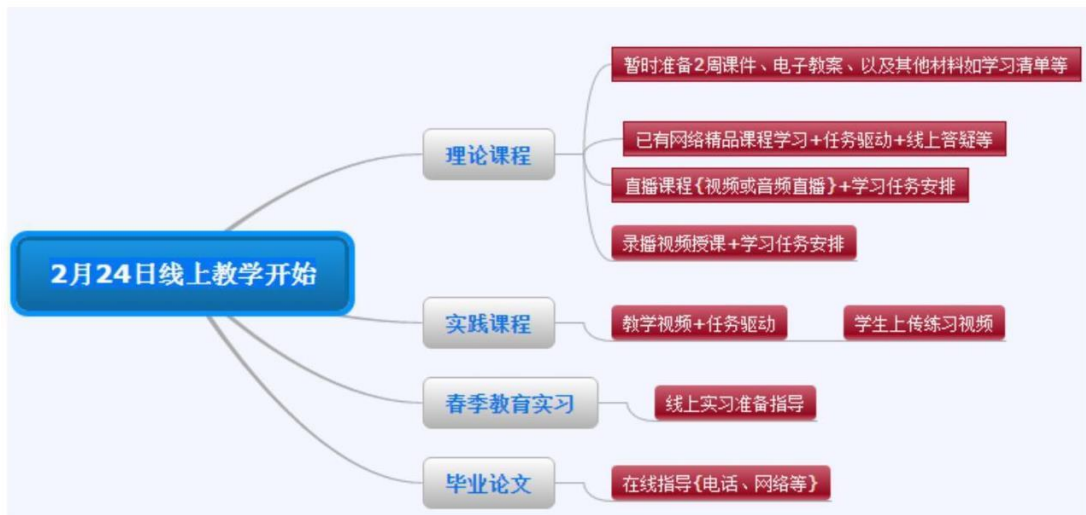 2月24日线上教学开始
理论课程
暂时准备2周课件、电子教案、以及其他材料如学习清单等
已有网络精品课程学习+任务驱动+线上答疑等
直播课程{视频或音频直播}+学习任务安排
录播视频授课+学习任务安排
实践课程
教学视频+任务驱动
学生上传练习视频
春季教育实习
线上实习准备指导
毕业论文
在线指导{电话、网络等}